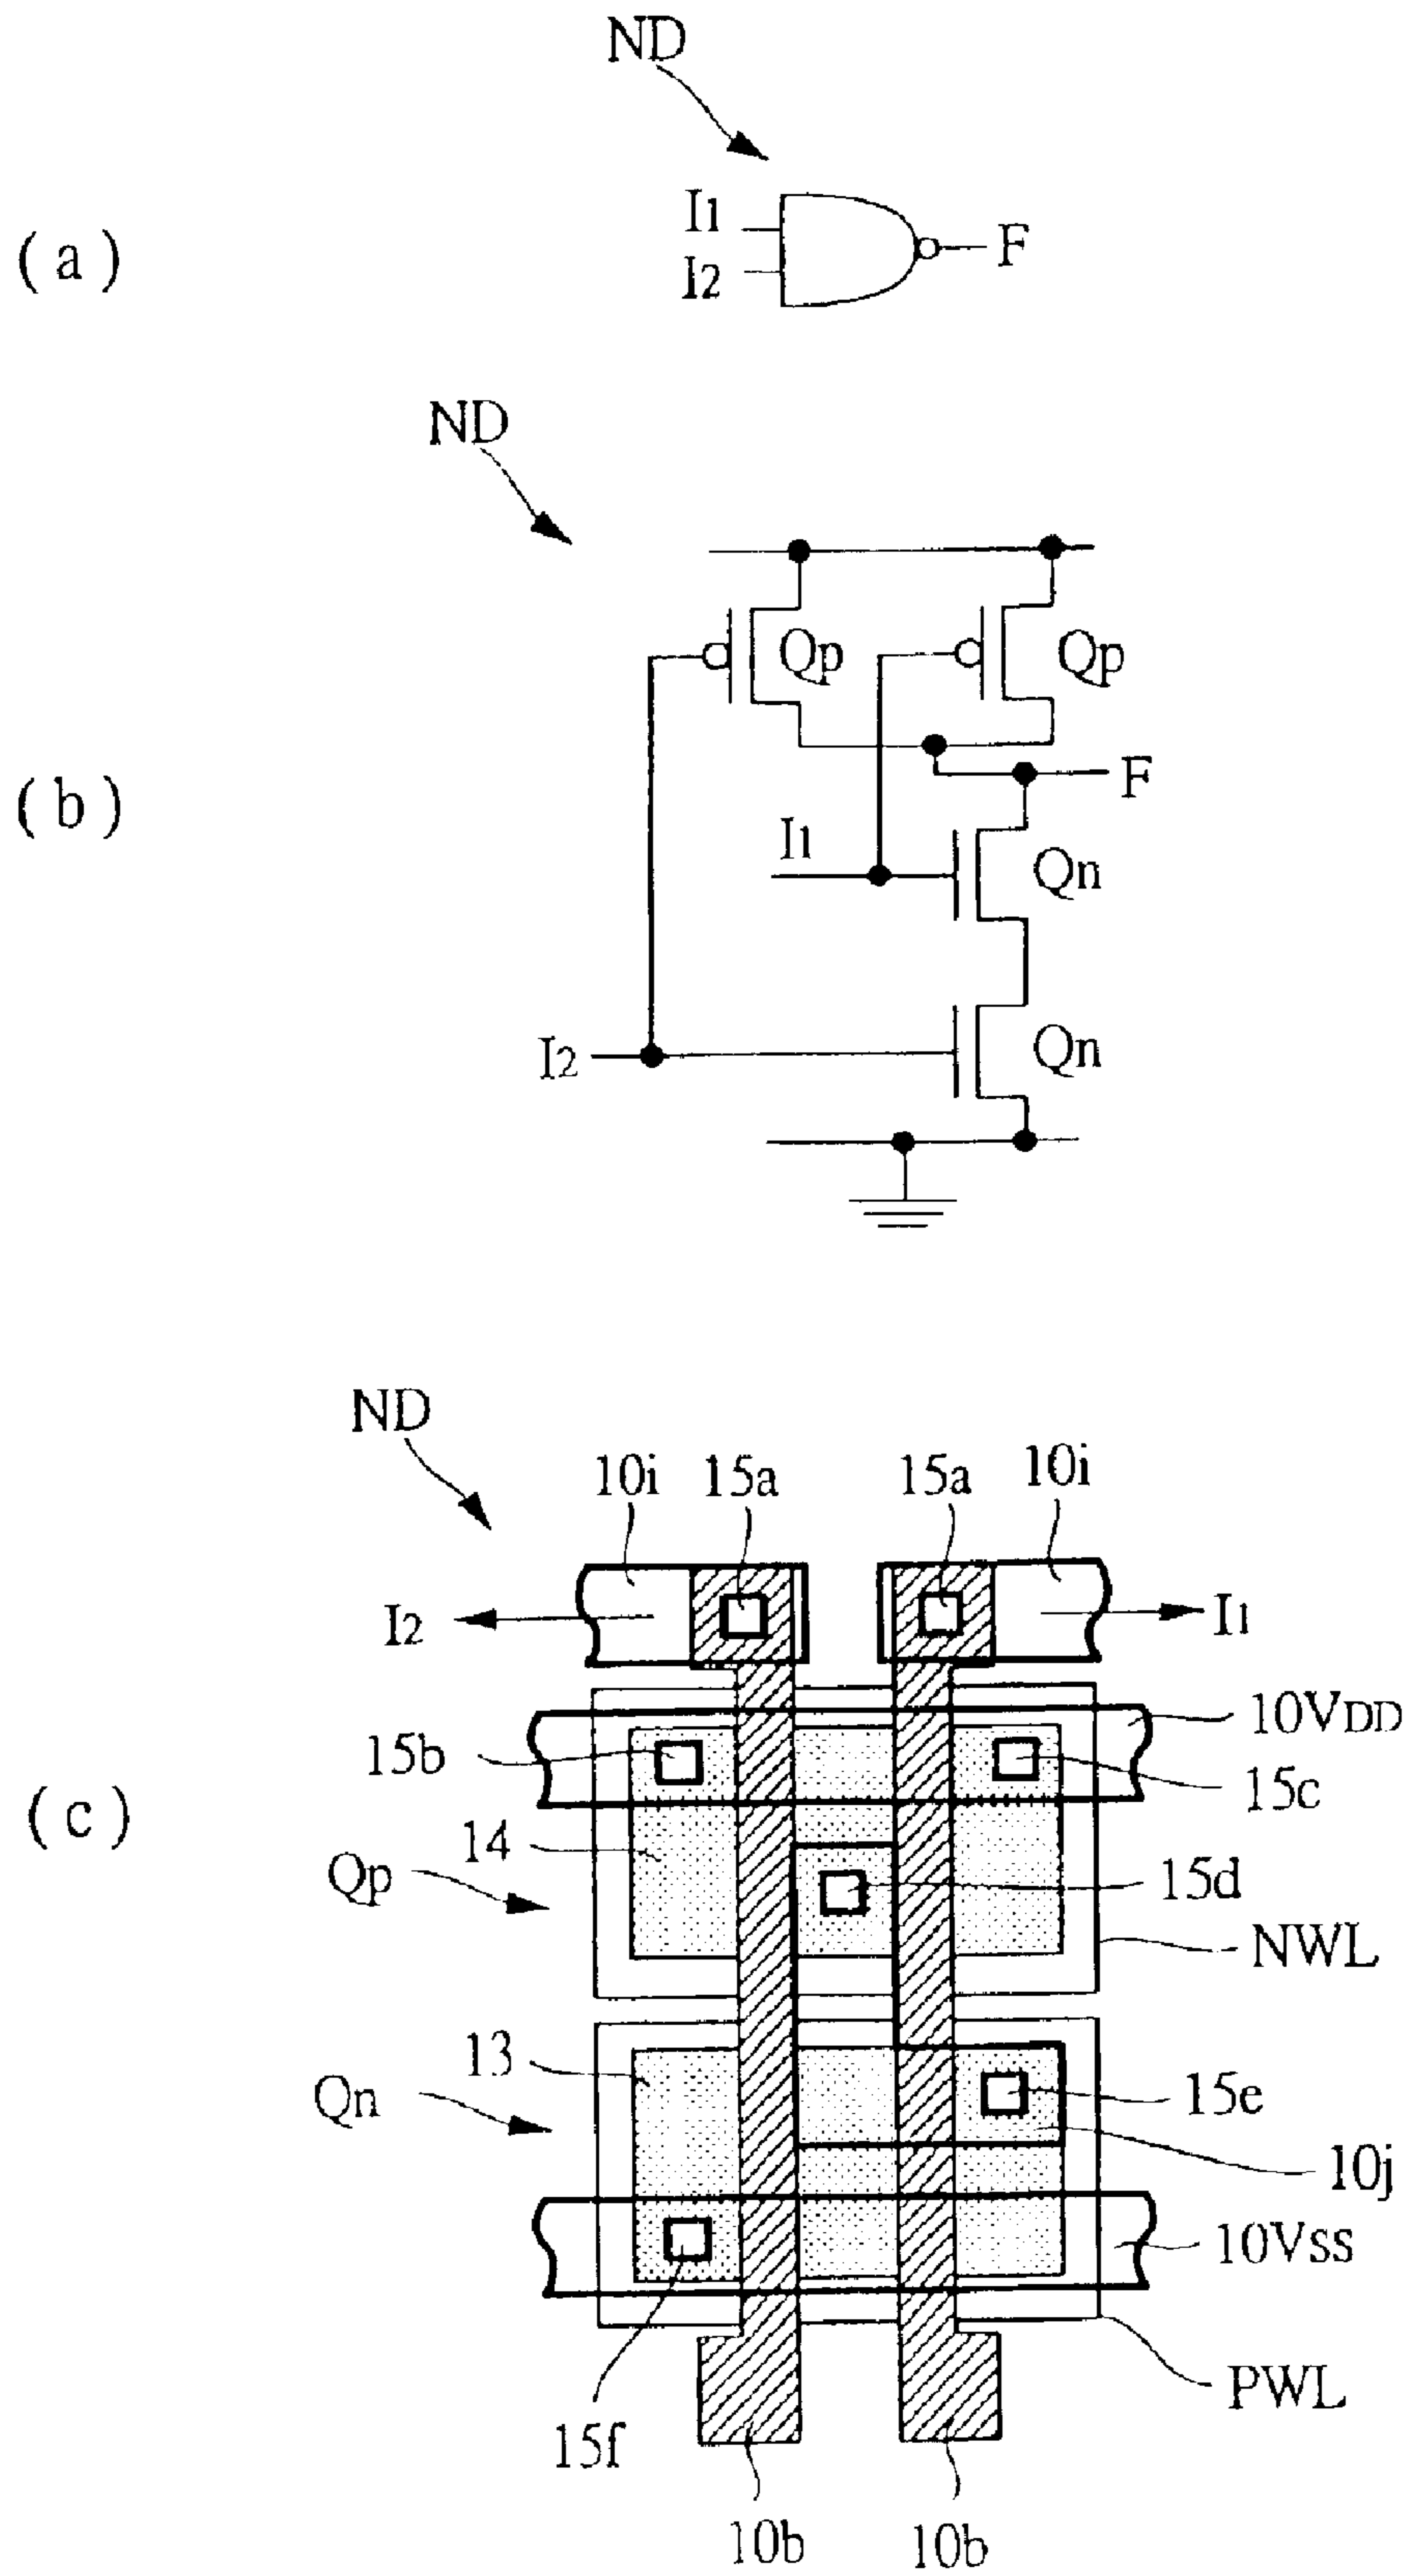 ND
I1
I2
F
(a)
ND
Qp
Qp
F
(b)
I1
Qn
I2
Qn
ND
10i
15a
15a
10i
I2
I1
10VDD
15b
15c
(c)
14
Qp
15d
NWL
13
Qn
15e
10j
10VSS
PWL
15f
10b
10b